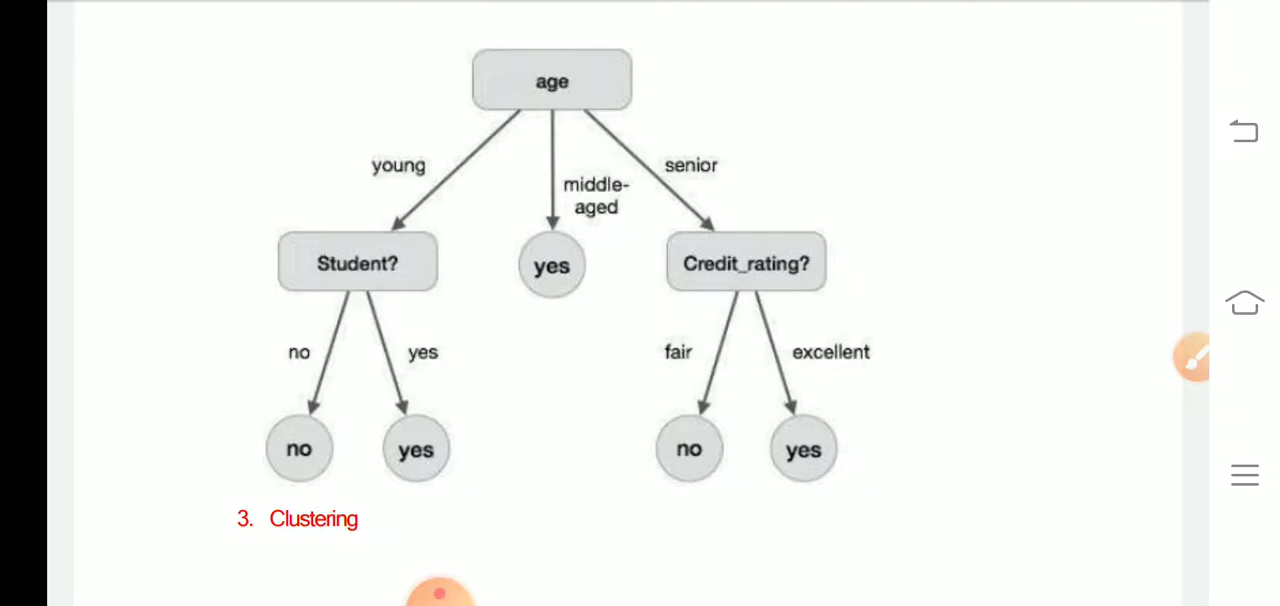 age
young
senior
middle-
aged
Student?
yes
Credit_rating?
no
yes
fair
excellent
no
yes
no
yes
3. Clustering